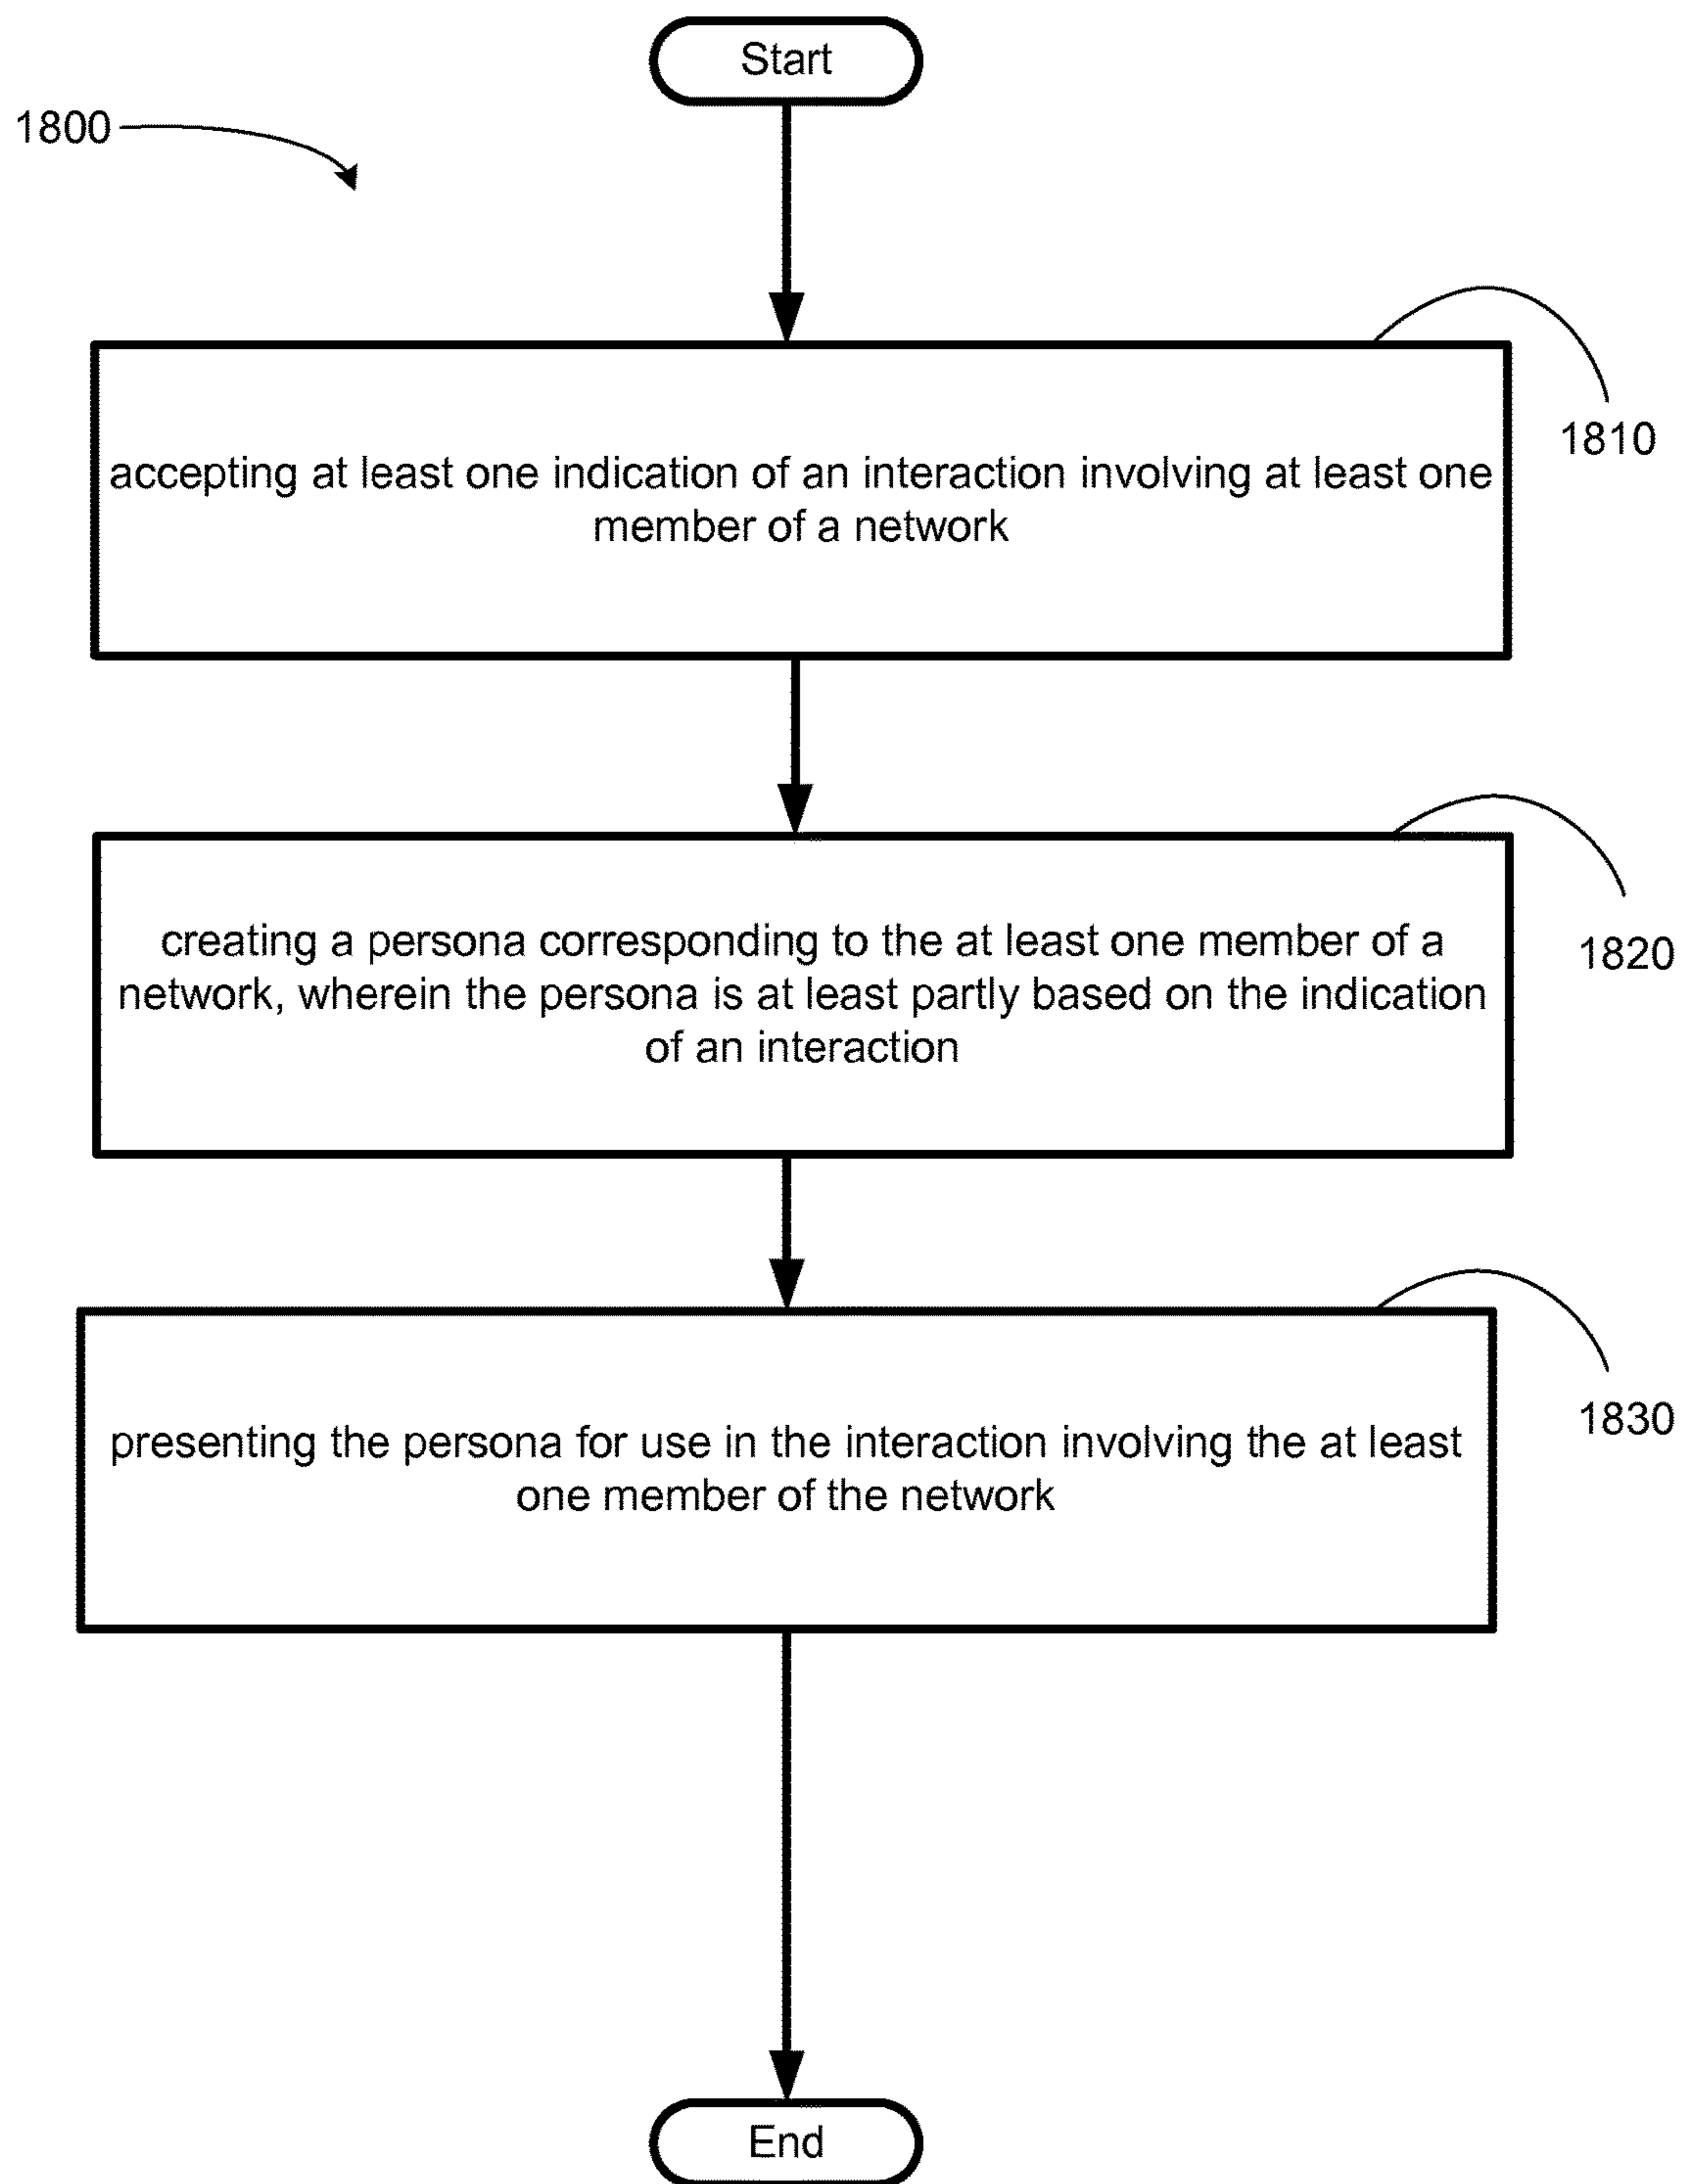 Start
1800
1810
accepting at least one indication of an interaction involving at least one
member of a network
1820
creating a persona corresponding to the at least one member of a
network, wherein the persona is at least partly based on the indication
of an interaction
1830
presenting the persona for use in the interaction involving the at least
one member of the network
End